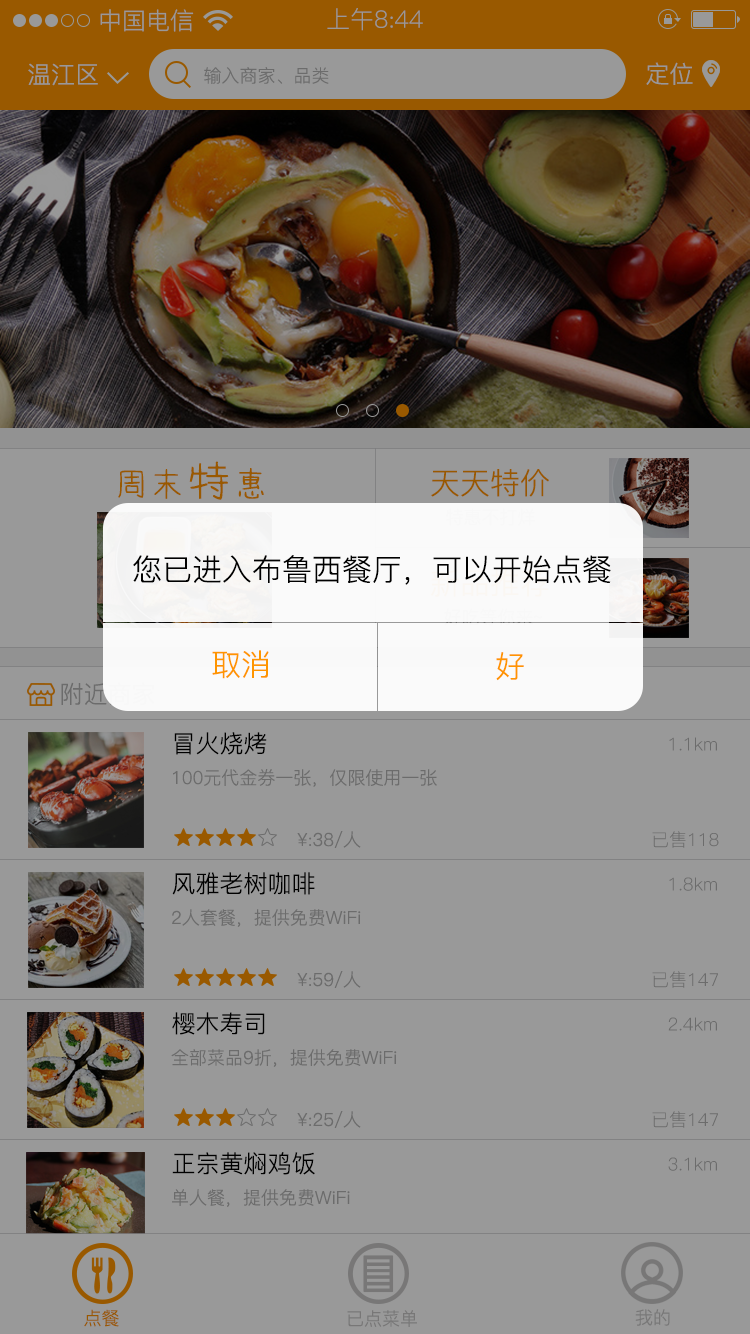 中国电信 上午8:44
温江区 输入商家、品类 定位
周末特惠 天天特价
您已进入布鲁西餐厅，可以开始点餐
取消 好
附近
冒火烧烤 1.1km
100元代金券一张，仅限使用一张
¥:38/人 已售118
风雅老树咖啡 1.8km
2人套餐，提供免费WiFi
¥:59/人 已售147
樱木寿司 2.4km
全部菜品9折，提供免费WiFi
¥:25/人 已售147
正宗黄焖鸡饭 3.1km
单人餐，提供免费WiFi
点餐 已点菜单 我的